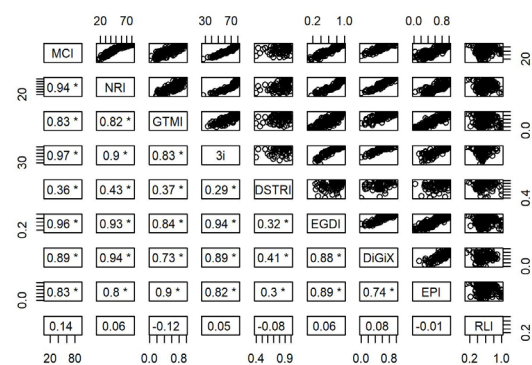 20 70 30 70 0.2 1.0 0.0 0.8
MCI 20
20 0.94 * NRI
0.83 * 0.82 * GTMI 0.0
30 0.97 * 0.9 * 0.83 * 3i
0.36 * 0.43 * 0.37 * 0.29 * DSTRI 0.4
0.2 0.96 * 0.93 * 0.84 * 0.94 * 0.32 * EGDI
0.89 * 0.94 * 0.73 * 0.89 * 0.41 * 0.88 * DiGiX 0.0
0.0 0.83 * 0.8 * 0.9 * 0.82 * 0.3 * 0.89 * 0.74 * EPI
0.14 0.06 -0.12 0.05 -0.08 0.06 0.08 -0.01 RLI 0.2
20 80 0.0 0.8 0.4 0.9 0.0 0.8 0.2 1.0